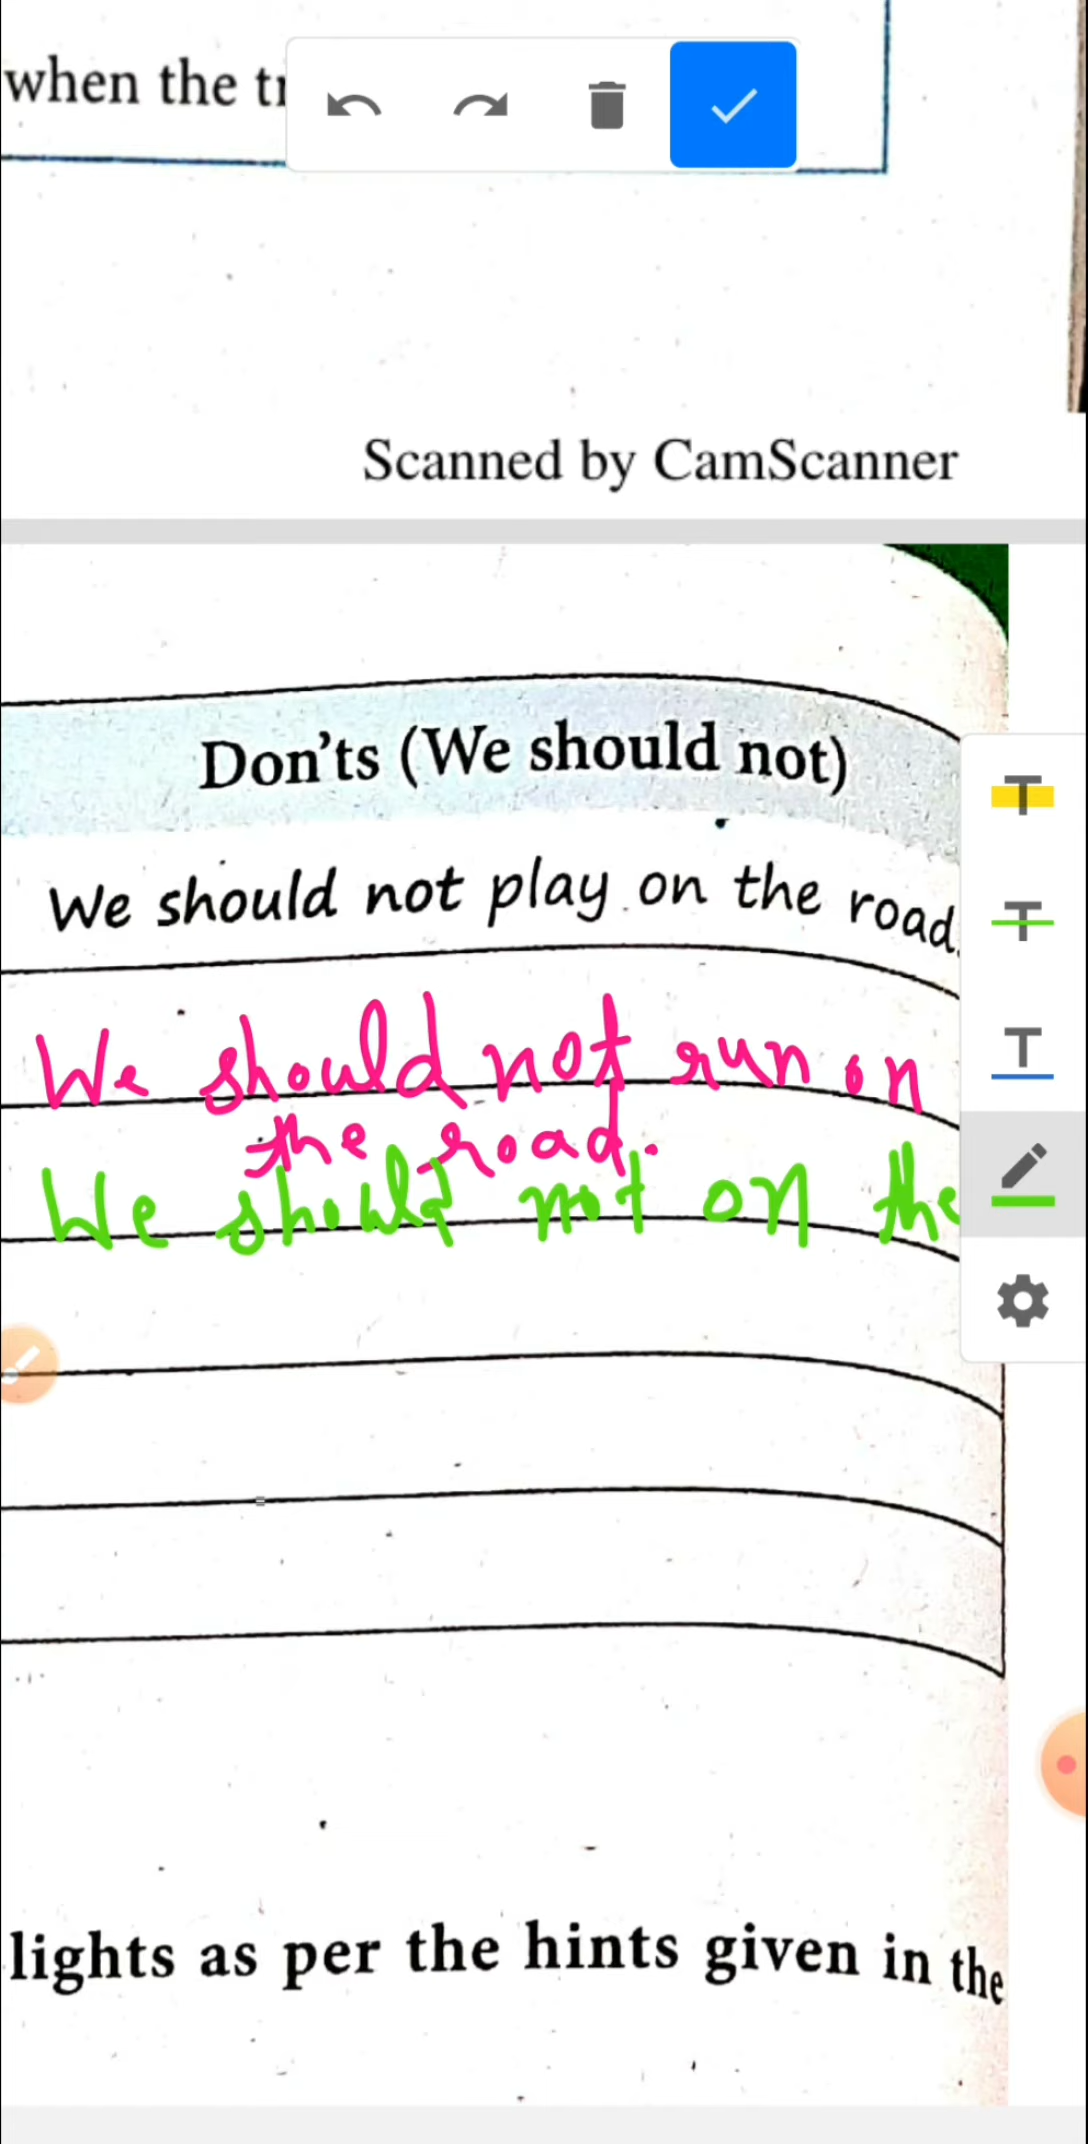 when the
Scanned by CamScanner
Don'ts (We should not)
We should not play on the road.
We should not run on
the road.
We should not on the
lights as per the hints given in the